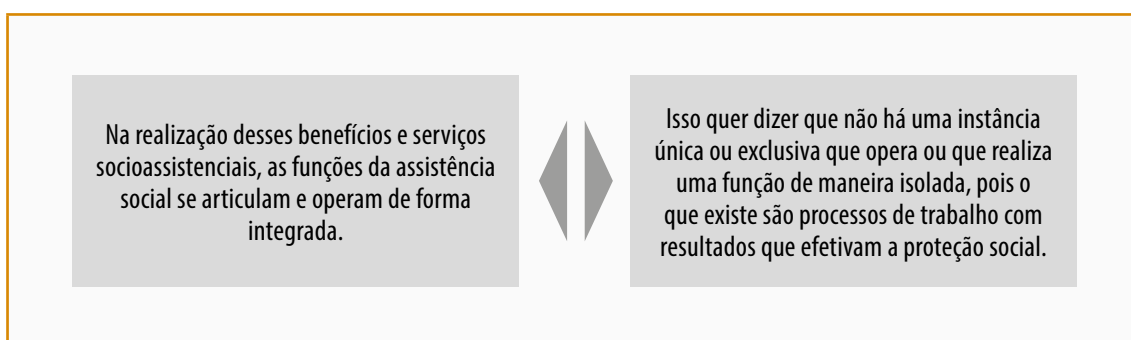 Na realização desses benefícios e serviços
socioassistenciais, as funções da assistência
social se articulam e operam de forma
integrada.
Isso quer dizer que não há uma instância
única ou exclusiva que opera ou que realiza
uma função de maneira isolada, pois o
que existe são processos de trabalho com
resultados que efetivam a proteção social.